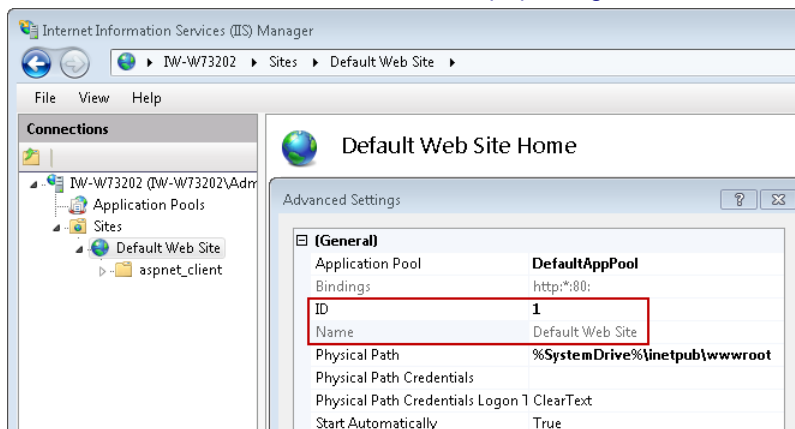 Internet Information Services (IIS) Manager
IW-W73202 Sites Default Web Site
File View Help
Connections
IW-W73202 (IW-W73202\Adm
Application Pools
Sites
Default Web Site
aspnet_client
Default Web Site Home
Advanced Settings
(General)
Application Pool DefaultAppPool
Bindings http:*:80:
ID 1
Name Default Web Site
Physical Path %SystemDrive%\inetpub\wwwroot
Physical Path Credentials
Physical Path Credentials Logon T ClearText
Start Automatically True